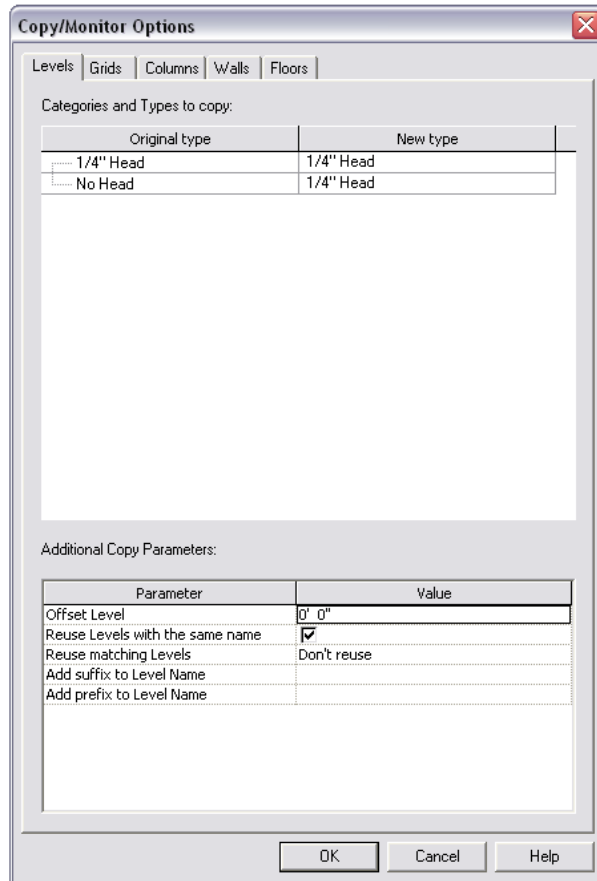 Copy/Monitor Options
Levels Grids Columns Walls Floors
Categories and Types to copy:
Original type New type
1/4" Head 1/4" Head
No Head 1/4" Head
Additional Copy Parameters:
Parameter Value
Offset Level 0' 0"
Reuse Levels with the same name
Reuse matching Levels Don't reuse
Add suffix to Level Name
Add prefix to Level Name
OK Cancel Help